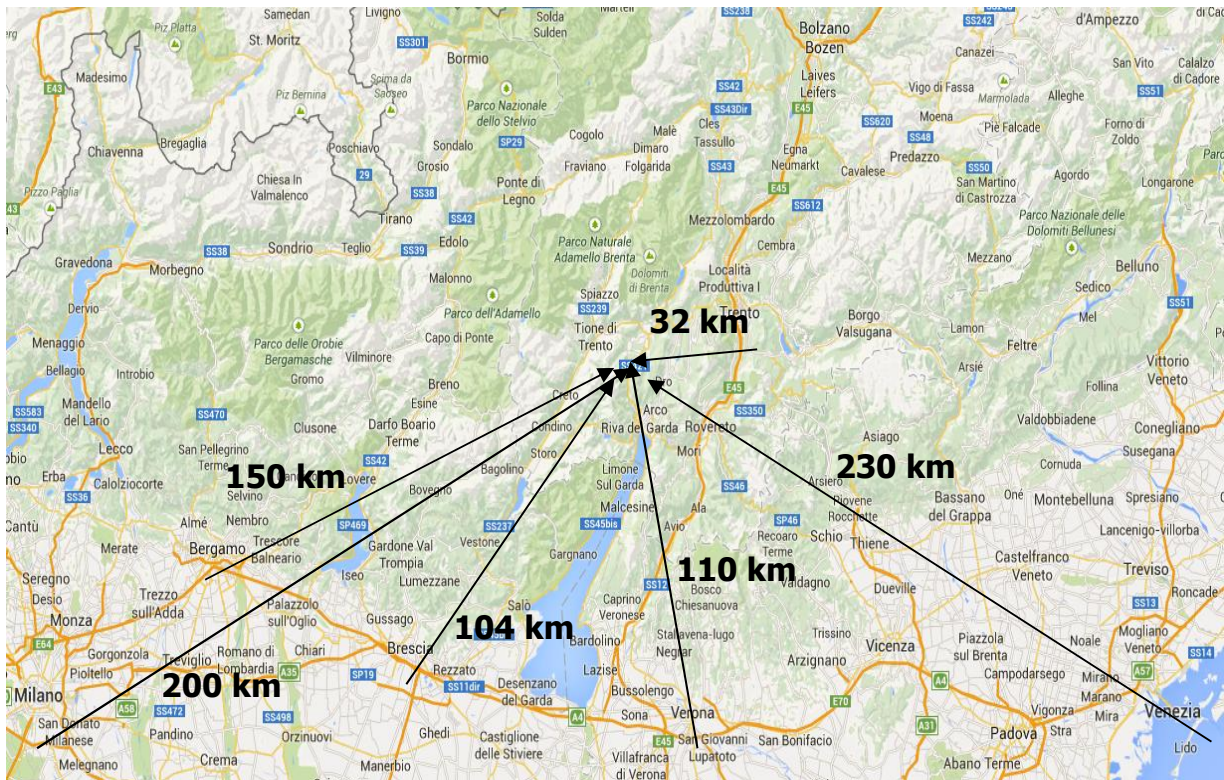 Piz Platta
Samedan
St. Moritz
Livigno
SS301
Solda
Sulden
Martell
SS238
Bolzano
Bozen
SS242
Canazei
d'Ampezzo
di Cadore
Madesimo
E43
Piz Bernina
Scima da
Saoseo
Bormio
Parco Nazionale
dello Stelvio
SS42
SS43Dir
Laives
Leifers
E45
Vigo di Fassa
Marmolada
Alleghe
San Vito
Calalzo
di Cadore
SS51
Chiavenna
Bregaglia
Poschiavo
29
Sondalo
SP29
Cogolo
Malè
Cles
Tassullo
SS620
Moena
SS48
Piè Falcade
Forno di
Zoldo
Pizzo Paglia
43
Chiesa In
Valmalenco
Grosio
SS38
Fraviano
Dimaro
Folgarida
SS43
Egna
Neumarkt
Cavalese
Predazzo
SS50
Agordo
Tirano
Ponte di
Legno
E45
San Martino
di Castrozza
Longarone
SS42
Mezzolombardo
SS612
Parco Nazionale delle
Dolomiti Bellunesi
Gravedona
SS38
Sondrio
Teglio
SS39
Edolo
Parco Naturale
Adamello Brenta
Cembra
Mezzano
Morbegno
Malonno
Dolomiti
di Brenta
Località
Produttiva I
Belluno
Dervio
Parco dell'Adamello
Spiazzo
SS239
Trento
Sedico
SS51
Menaggio
Parco delle Orobie
Bergamasche
Vilminore
Capo di Ponte
Tione di
Trento
32 km
Borgo
Valsugana
Lamon
Mel
Feltre
Bellagio
Introbio
Gromo
Breno
Arsiè
Vittorio
Veneto
SS583
SS340
Mandello
del Lario
SS470
Clusone
Esine
Darfo Boario
Terme
Creto
Condino
Arco
Riva del Garda
Rovereto
E45
SS350
Follina
Valdobbiadene
Conegliano
Lecco
San Pellegrino
Terme
SS42
Storo
Mori
Asiago
Susegana
Erba
Calolziocorte
SS36
150 km
Selvino
Lovere
Bovegno
Bagolino
Limone
Sul Garda
SS46
230 km
Arsiero
Cornuda
Cantù
Almé
Nembro
SP469
SS237
Malcesine
Ala
Piovene
Rocchette
Bassano
del Grappa
Oné
Montebelluna
Spresiano
Merate
Bergamo
Trescore
Balneario
Gardone Val
Trompia
Vestone
SS45bis
Avio
SP46
Recoaro
Terme
Schio
Thiene
Lancenigo-villorba
Seregno
Desio
Iseo
Lumezzane
Gargnano
SS12
110 km
Valdagno
Castelfranco
Veneto
Treviso
Monza
Trezzo
sull'Adda
Palazzolo
sull'Oglio
Gussago
Salò
Caprino
Veronese
Bosco
Chiesanuova
Dueville
Roncade
SS13
E64
104 km
Bardolino
Stallavena-lugo
Negrar
Trissino
Piazzola
sul Brenta
Noale
Mogliano
Veneto
Gorgonzola
Pioltello
Treviglio
Romano di
Lombardia
Chiari
A35
Brescia
SP19
Rezzato
SS11dir
Lazise
Arzignano
Vicenza
A4
Campodarsego
Mirano
A57
SS14
Milano
200 km
Desenzano
del Garda
Bussolengo
E70
Marano
A58
SS472
SS498
A4
Sona
Verona
A31
Vigonza
Mira
Venezia
San Donato
Milanese
Pandino
Orzinuovi
Ghedi
Castiglione
delle Stiviere
E45
San Giovanni
Lupatoto
San Bonifacio
Padova
Stra
Lido
Melegnano
Crema
Manerbio
Villafranca
di Verona
Abano Terme